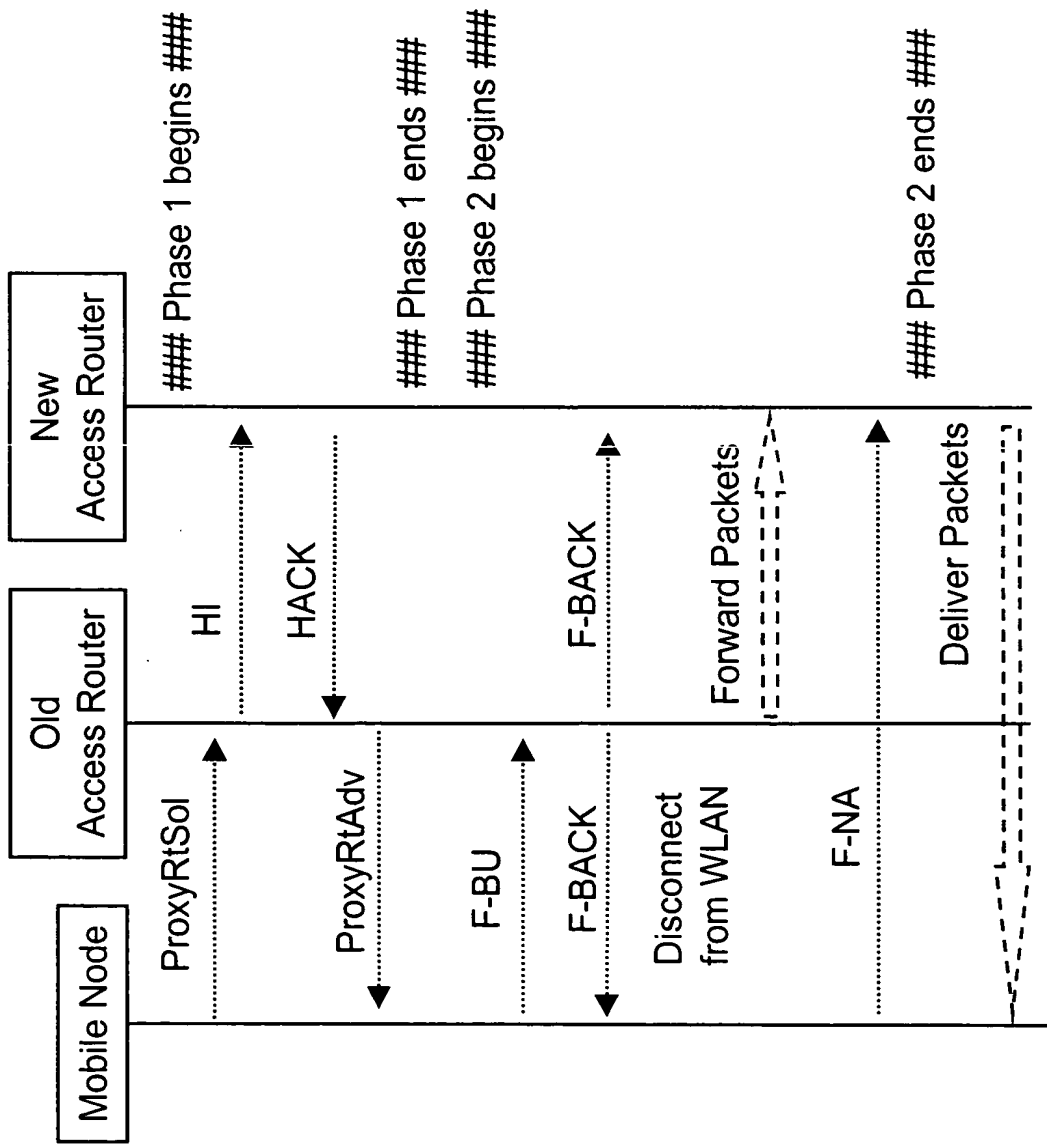 Mobile Node
Old
Access Router
New
Access Router
### Phase 1 begins ###
ProxyRtSol
HI
HACK
ProxyRtAdv
### Phase 1 ends ###
### Phase 2 begins ###
F-BU
F-BACK
F-BACK
Disconnect
from WLAN
Forward Packets
F-NA
### Phase 2 ends ###
Deliver Packets